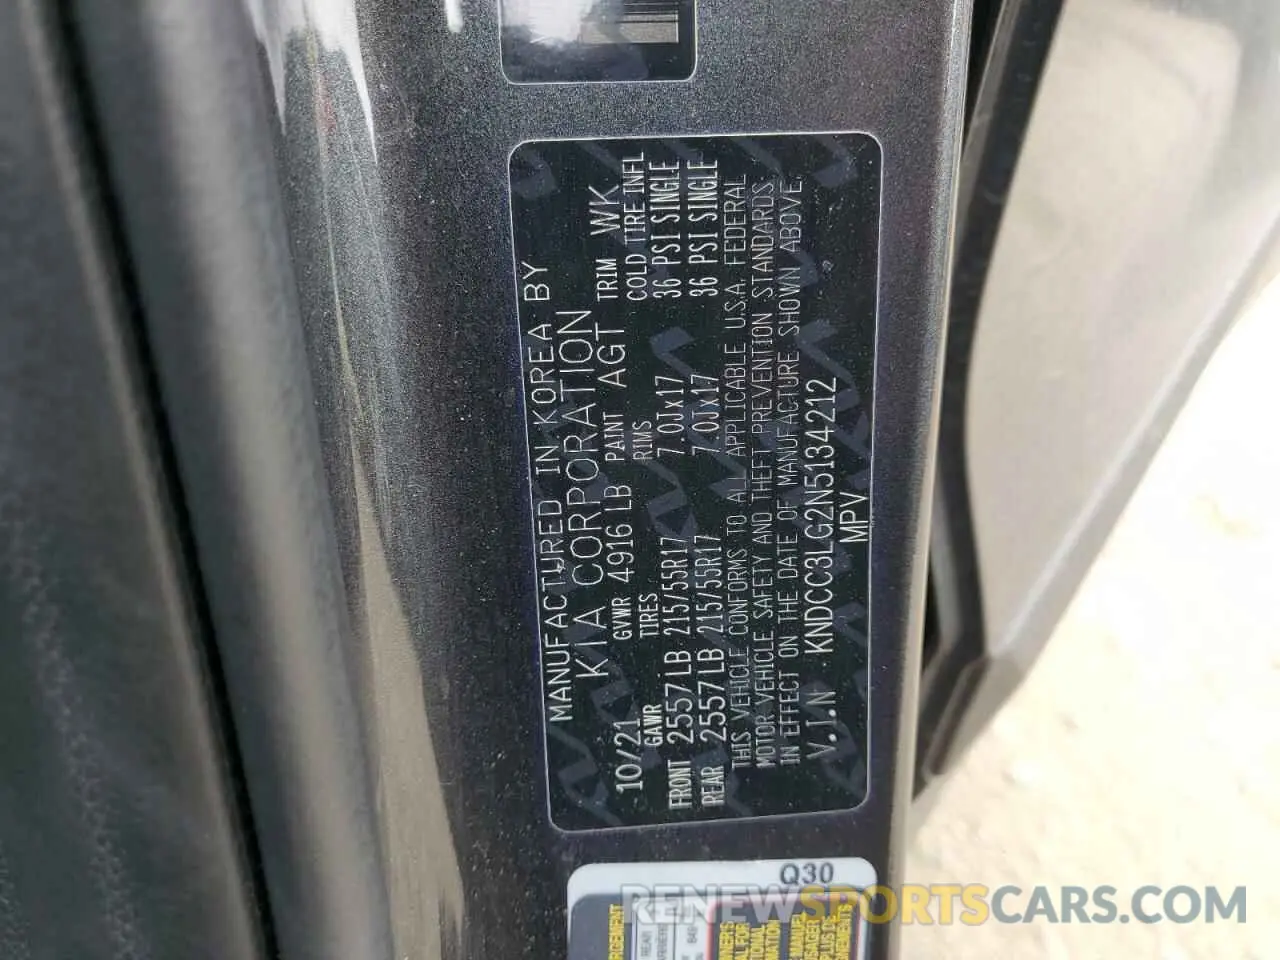 MANUFACTURED IN KOREA BY
KIA CORPORATION
10/21 GVWR 4916 LB PAINT AGT TRIM WK
GAWR TIRES RIMS COLD TIRE INFL
FRONT 2557 LB 215/55R17 7.0Jx17 36 PSI SINGLE
REAR 2557 LB 215/55R17 7.0Jx17 36 PSI SINGLE
THIS VEHICLE CONFORMS TO ALL APPLICABLE U.S.A. FEDERAL
MOTOR VEHICLE SAFETY AND THEFT PREVENTION STANDARDS
IN EFFECT ON THE DATE OF MANUFACTURE SHOWN ABOVE.
V.I.N KNDCC3LG2N5134212
MPV
Q30
RENEWSPORTSCARS.COM